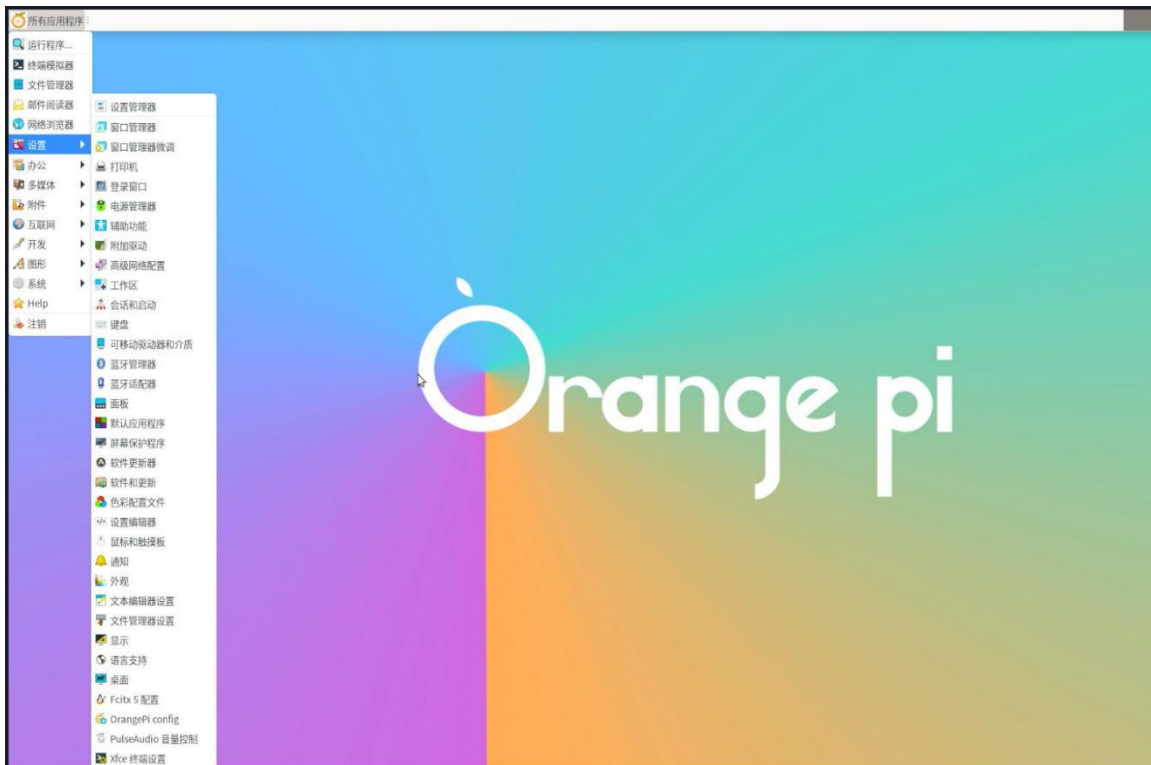 所有应用程序
运行程序...
终端模拟器
文件管理器
邮件阅读器
网络浏览器
设置
办公
多媒体
附件
互联网
开发
图形
系统
Help
注销
设置管理器
窗口管理器
窗口管理器微调
打印机
登录窗口
电源管理器
辅助功能
附加驱动
高级网络配置
工作区
会话和启动
键盘
可移动驱动器和介质
蓝牙管理器
蓝牙适配器
面板
默认应用程序
屏幕保护程序
软件更新器
软件和更新
色彩配置文件
设置编辑器
鼠标和触摸板
通知
外观
文本编辑器设置
文件管理器设置
显示
语言支持
桌面
Fcitx 5 配置
OrangePi config
PulseAudio 音量控制
Xfce 终端设置
Orange pi